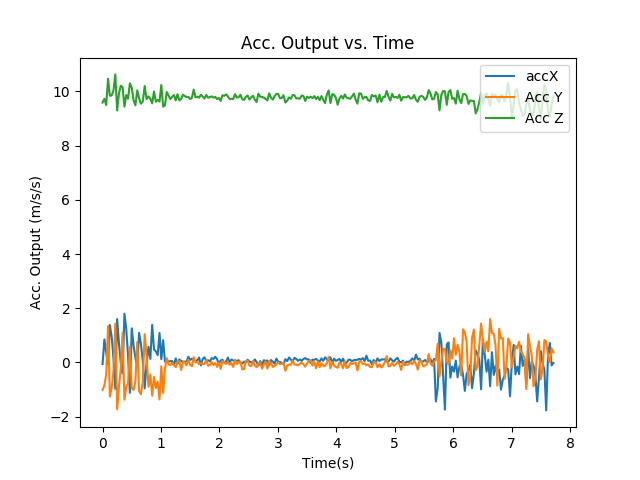 Acc. Output vs. Time
accX
Acc Y
Acc Z
Acc. Output (m/s/s)
10
8
6
4
2
0
−2
0 1 2 3 4 5 6 7 8
Time(s)